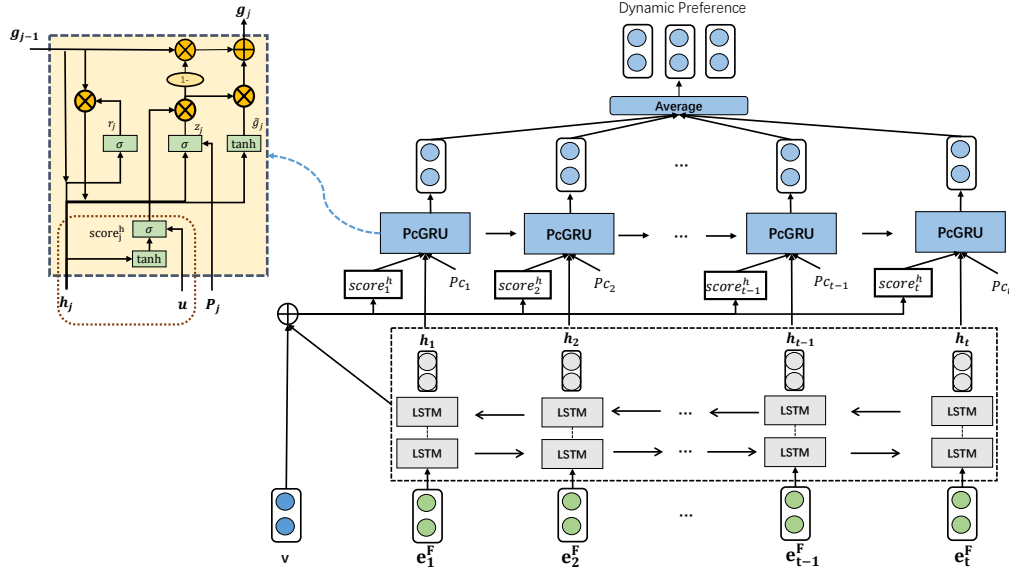 Dynamic Preference
g_j
g_{j-1}
1-
Average
r_j
z_j
g̃_j
σ
σ
tanh
...
PcGRU
PcGRU
...
PcGRU
PcGRU
score_j^h
σ
tanh
score_1^h
Pc_1
score_2^h
Pc_2
score_{t-1}^h
Pc_{t-1}
score_t^h
h_j
u
P_j
h_1
h_2
h_{t-1}
h_t
LSTM
LSTM
...
LSTM
LSTM
LSTM
LSTM
...
LSTM
LSTM
...
v
e_1^F
e_2^F
e_{t-1}^F
e_t^F